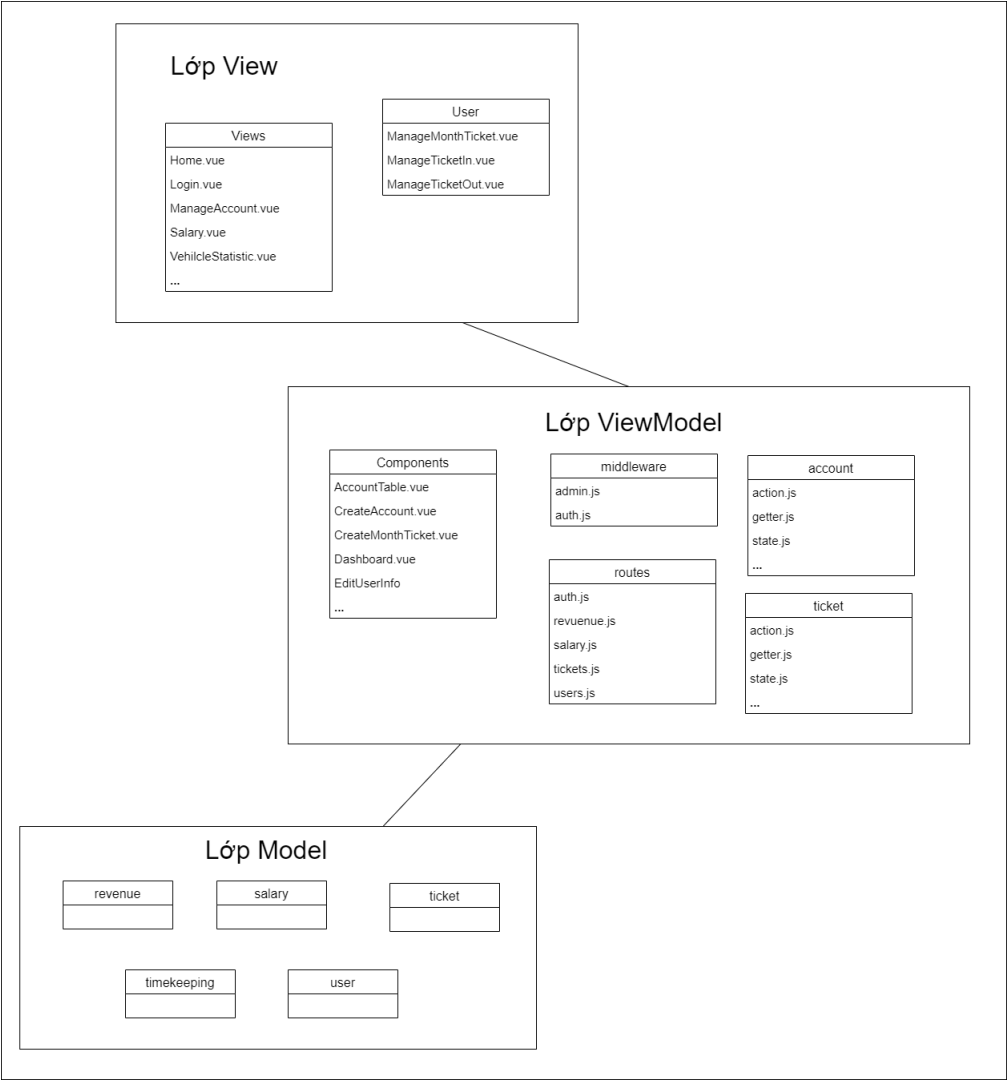 Lớp View
Views
Home.vue
Login.vue
ManageAccount.vue
Salary.vue
VehilcleStatistic.vue
...
User
ManageMonthTicket.vue
ManageTicketIn.vue
ManageTicketOut.vue
Lớp ViewModel
Components
AccountTable.vue
CreateAccount.vue
CreateMonthTicket.vue
Dashboard.vue
EditUserInfo
...
middleware
admin.js
auth.js
routes
auth.js
revuenue.js
salary.js
tickets.js
users.js
account
action.js
getter.js
state.js
...
ticket
action.js
getter.js
state.js
...
Lớp Model
revenue
salary
ticket
timekeeping
user